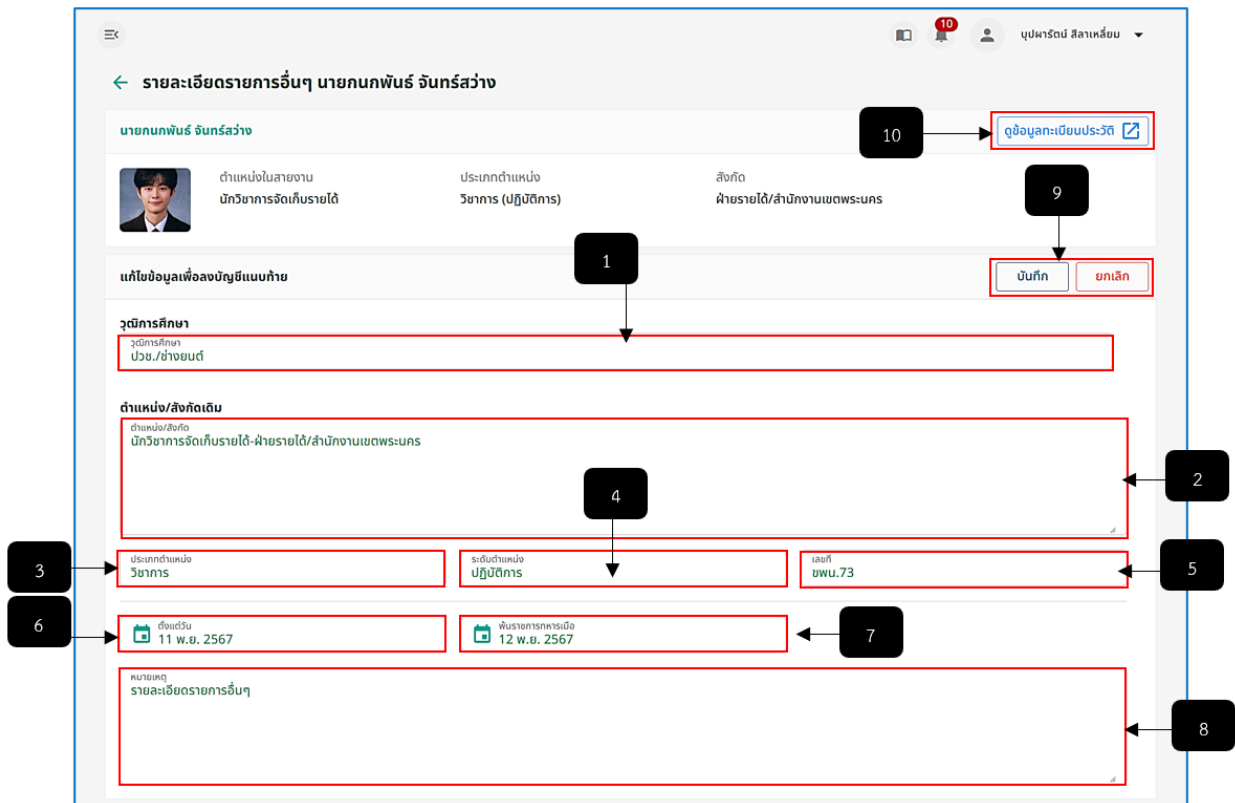 10
บุปผารัตน์ สีลาเหลี่ยม
รายละเอียดรายการอื่นๆ นายกนกพันธ์ จันทร์สว่าง
นายกนกพันธ์ จันทร์สว่าง
10
ดูข้อมูลทะเบียนประวัติ
ตำแหน่งในสายงาน
ประเภทตำแหน่ง
สังกัด
นักวิชาการจัดเก็บรายได้
วิชาการ (ปฏิบัติการ)
ฝ่ายรายได้/สำนักงานเขตพระนคร
9
1
แก้ไขข้อมูลเพื่อลงบัญชีแนบท้าย
บันทึก
ยกเลิก
วุฒิการศึกษา
วุฒิการศึกษา
ปวช./ช่างยนต์
ตำแหน่ง/สังกัดเดิม
ตำแหน่ง/สังกัด
นักวิชาการจัดเก็บรายได้-ฝ่ายรายได้/สำนักงานเขตพระนคร
2
4
3
ประเภทตำแหน่ง
วิชาการ
ระดับตำแหน่ง
ปฏิบัติการ
เลขที่
ขพน.73
5
6
ตั้งแต่วัน
11 พ.ย. 2567
พ้นราชการทหารเมื่อ
12 พ.ย. 2567
7
หมายเหตุ
รายละเอียดรายการอื่นๆ
8